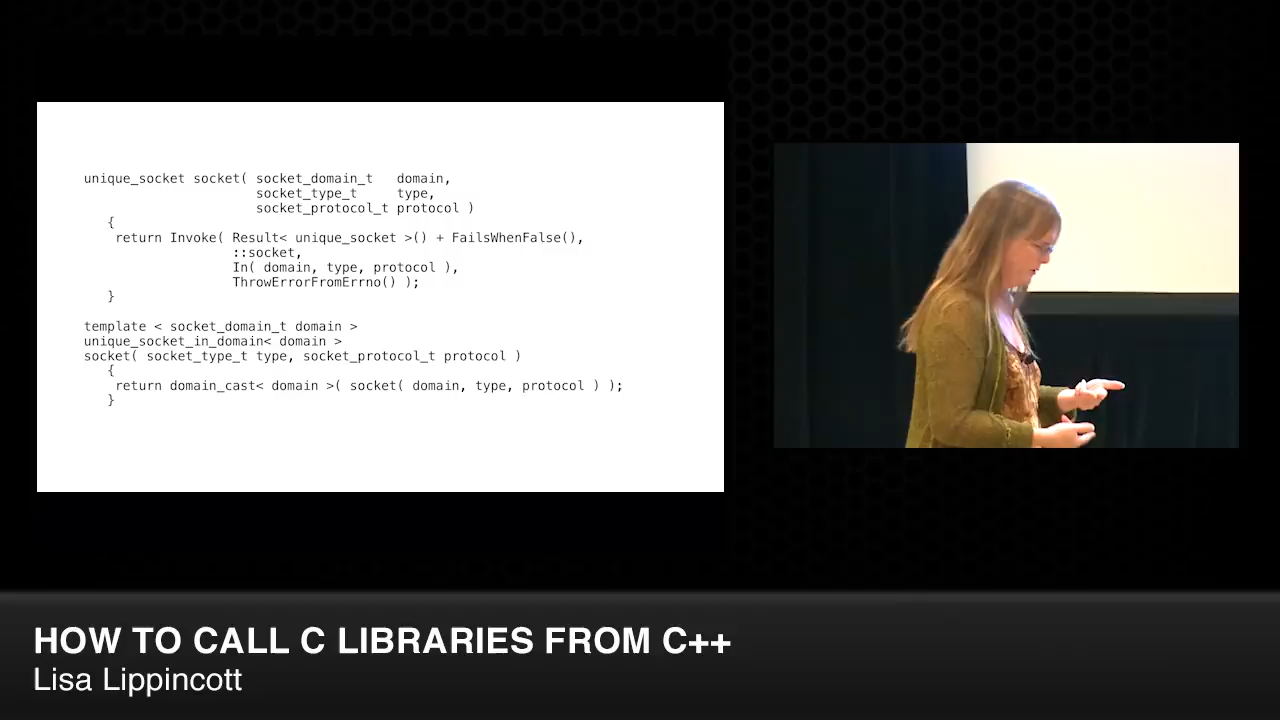 unique_socket socket( socket_domain_t   domain,
                      socket_type_t     type,
                      socket_protocol_t protocol )
   {
    return Invoke( Result< unique_socket >() + FailsWhenFalse(),
                   ::socket,
                   In( domain, type, protocol ),
                   ThrowErrorFromErrno() );
   }
template < socket_domain_t domain >
unique_socket_in_domain< domain >
socket( socket_type_t type, socket_protocol_t protocol )
   {
    return domain_cast< domain >( socket( domain, type, protocol ) );
   }
HOW TO CALL C LIBRARIES FROM C++
Lisa Lippincott